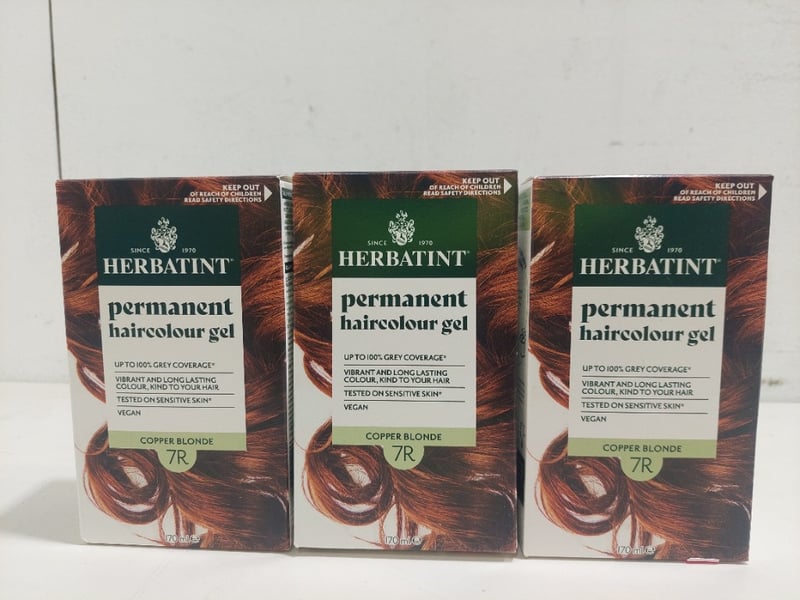 KEEP OUT
OF REACH OF CHILDREN
READ SAFETY DIRECTIONS
SINCE 1970
HERBATINT®
permanent
haircolour gel
UP TO 100% GREY COVERAGE*
VIBRANT AND LONG LASTING
COLOUR, KIND TO YOUR HAIR
TESTED ON SENSITIVE SKIN*
VEGAN
COPPER BLONDE
7R
170 ml ℮
KEEP OUT
OF REACH OF CHILDREN
READ SAFETY DIRECTIONS
SINCE 1970
HERBATINT®
permanent
haircolour gel
UP TO 100% GREY COVERAGE*
VIBRANT AND LONG LASTING
COLOUR, KIND TO YOUR HAIR
TESTED ON SENSITIVE SKIN*
VEGAN
COPPER BLONDE
7R
170 ml ℮
KEEP OUT
OF REACH OF CHILDREN
READ SAFETY DIRECTIONS
SINCE 1970
HERBATINT®
permanent
haircolour gel
UP TO 100% GREY COVERAGE*
VIBRANT AND LONG LASTING
COLOUR, KIND TO YOUR HAIR
TESTED ON SENSITIVE SKIN*
VEGAN
COPPER BLONDE
7R
170 ml ℮